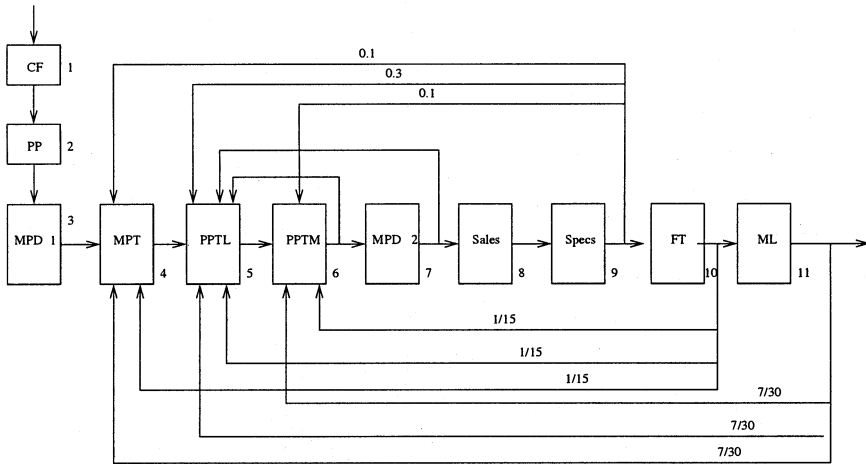 0.1
CF 1
0.3
0.1
PP 2
3
MPD 1
MPT
PPTL
PPTM
MPD 2
Sales
Specs
FT
ML
4
5
6
7
8
9
10
11
1/15
1/15
1/15
7/30
7/30
7/30